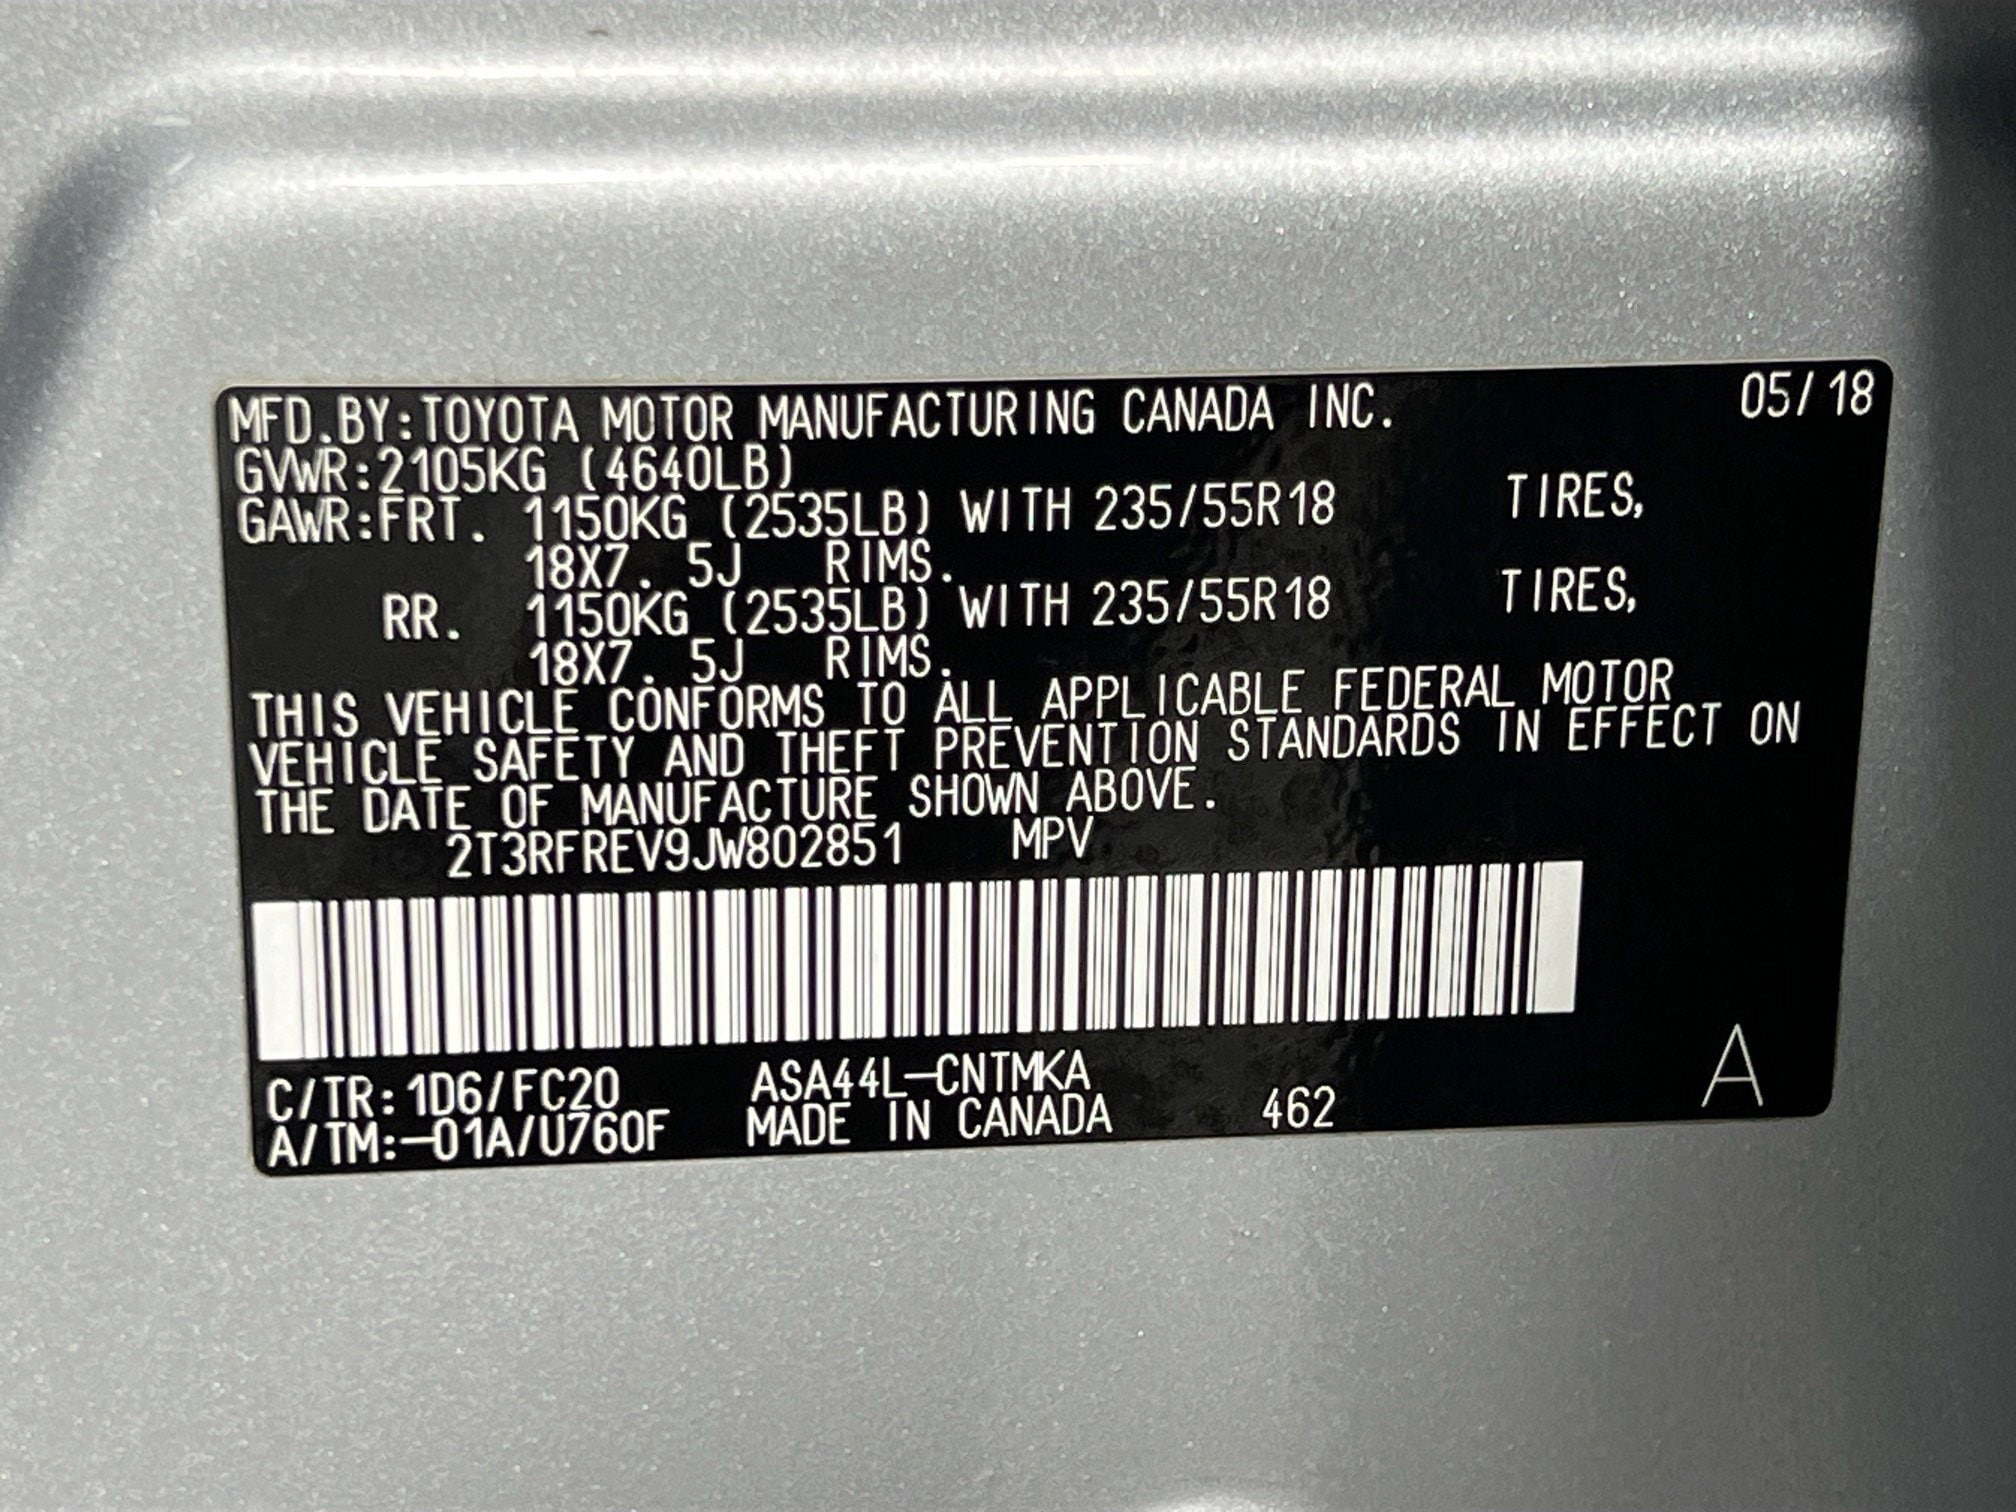 MFD.BY:TOYOTA MOTOR MANUFACTURING CANADA INC. 05/18
GVWR:2105KG (4640LB)
GAWR:FRT. 1150KG (2535LB) WITH 235/55R18 TIRES,
18X7. 5J RIMS.
RR. 1150KG (2535LB) WITH 235/55R18 TIRES,
18X7. 5J RIMS.
THIS VEHICLE CONFORMS TO ALL APPLICABLE FEDERAL MOTOR
VEHICLE SAFETY AND THEFT PREVENTION STANDARDS IN EFFECT ON
THE DATE OF MANUFACTURE SHOWN ABOVE.
2T3RFREV9JW802851 MPV
C/TR:1D6/FC20 ASA44L-CNTMKA
A/TM:-01A/U760F MADE IN CANADA 462 A